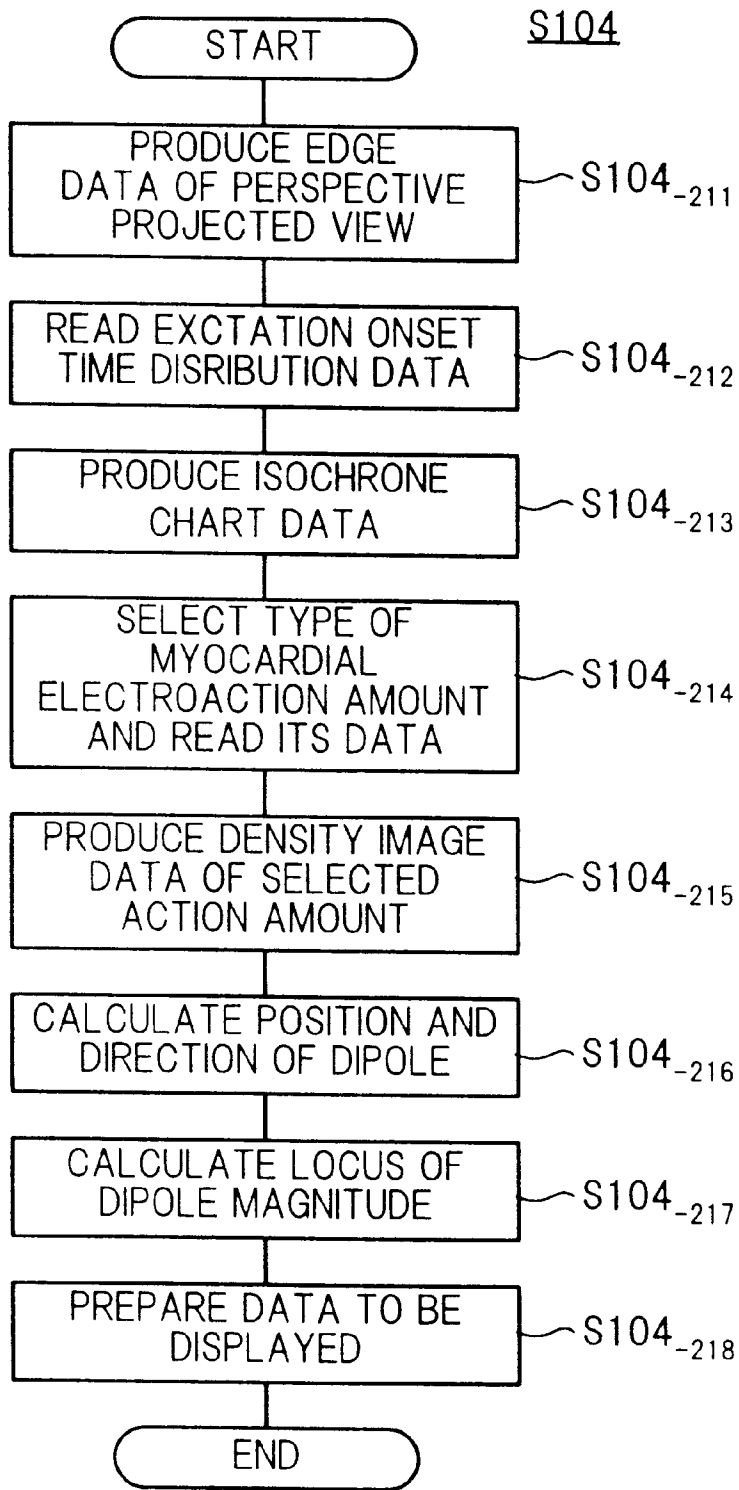 S104
START
PRODUCE EDGE
DATA OF PERSPECTIVE
PROJECTED VIEW
S104-211
READ EXCTATION ONSET
TIME DISRIBUTION DATA
S104-212
PRODUCE ISOCHRONE
CHART DATA
S104-213
SELECT TYPE OF
MYOCARDIAL
ELECTROACTION AMOUNT
AND READ ITS DATA
S104-214
PRODUCE DENSITY IMAGE
DATA OF SELECTED
ACTION AMOUNT
S104-215
CALCULATE POSITION AND
DIRECTION OF DIPOLE
S104-216
CALCULATE LOCUS OF
DIPOLE MAGNITUDE
S104-217
PREPARE DATA TO BE
DISPLAYED
S104-218
END